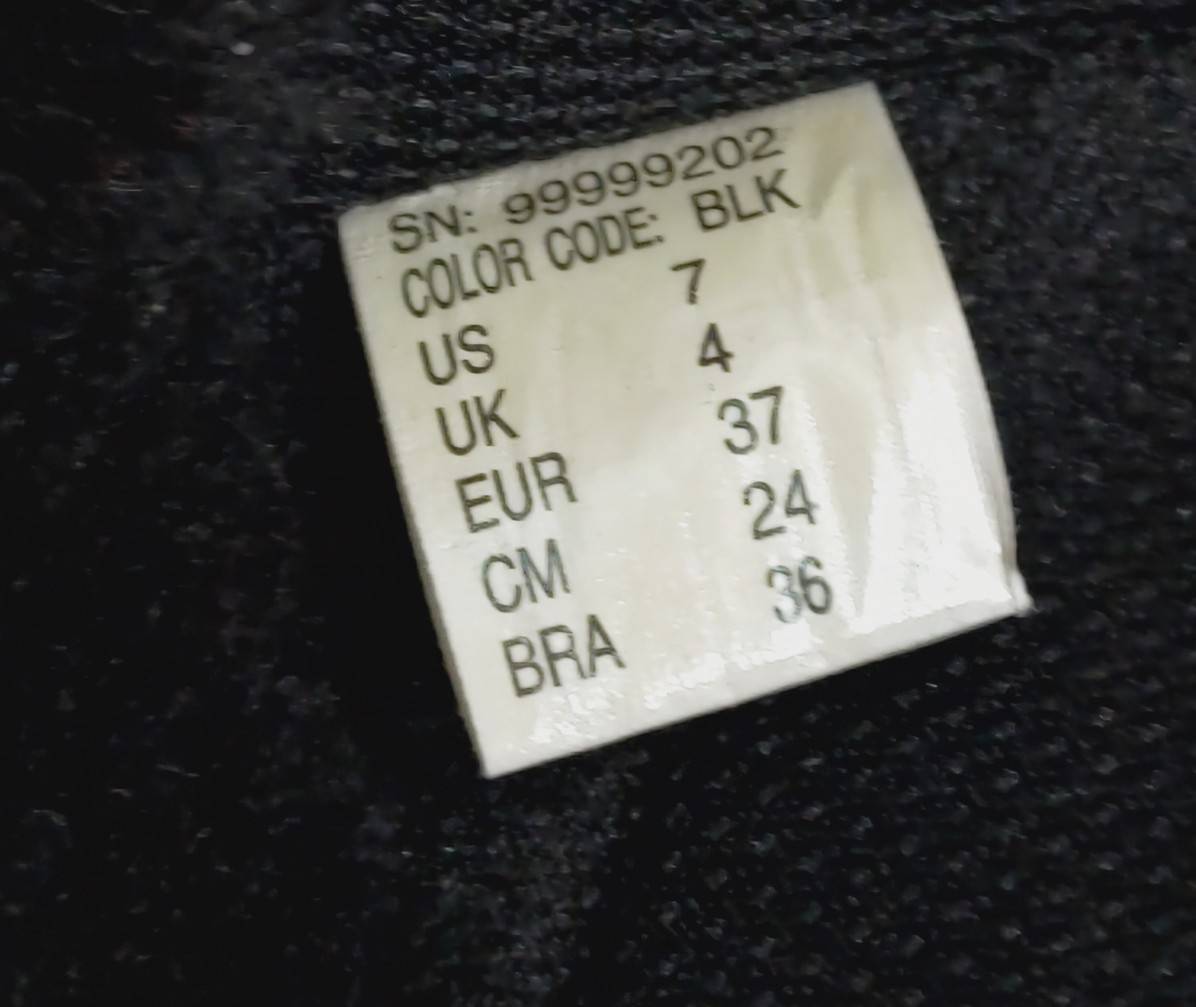 SN: 99999202
COLOR CODE: BLK
US 7
UK 4
EUR 37
CM 24
BRA 36